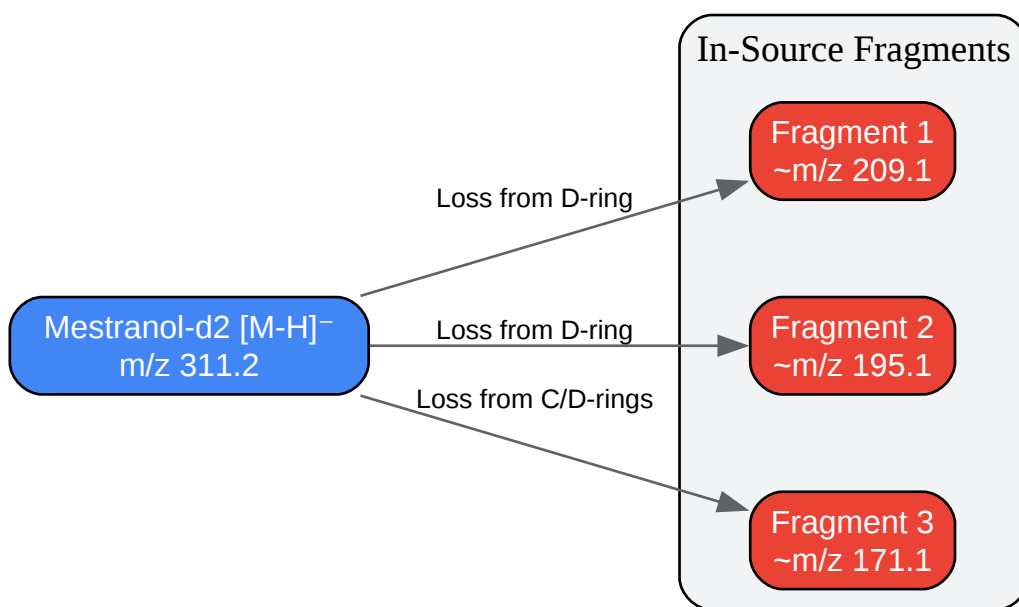 In-Source Fragments
Fragment 1
~m/z 209.1
Loss from D-ring
Mestranol-d2 [M-H]⁻
m/z 311.2
Loss from D-ring
Fragment 2
~m/z 195.1
Loss from C/D-rings
Fragment 3
~m/z 171.1